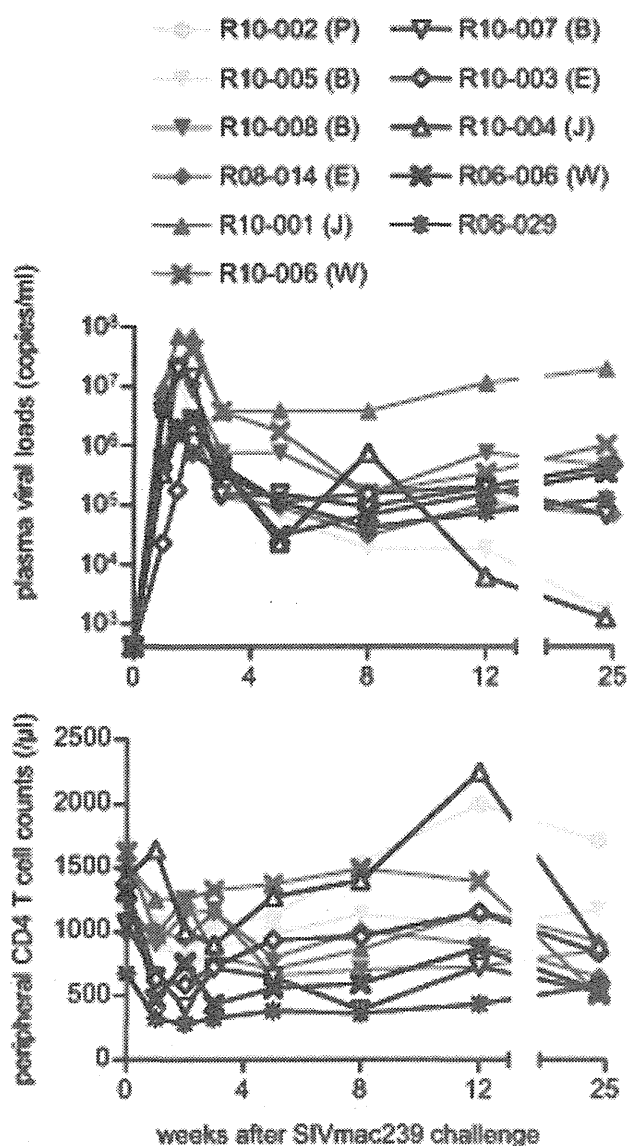 R10-002 (P) R10-007 (B)
R10-005 (B) R10-003 (E)
R10-008 (B) R10-004 (J)
R08-014 (E) R06-006 (W)
R10-001 (J) R06-029
R10-006 (W)
plasma viral loads (copies/ml)
10⁸
10⁷
10⁶
10⁵
10⁴
10³
0 4 8 12 25
peripheral CD4 T cell counts (/µl)
2500
2000
1500
1000
500
0
0 4 8 12 25
weeks after SIVmac239 challenge